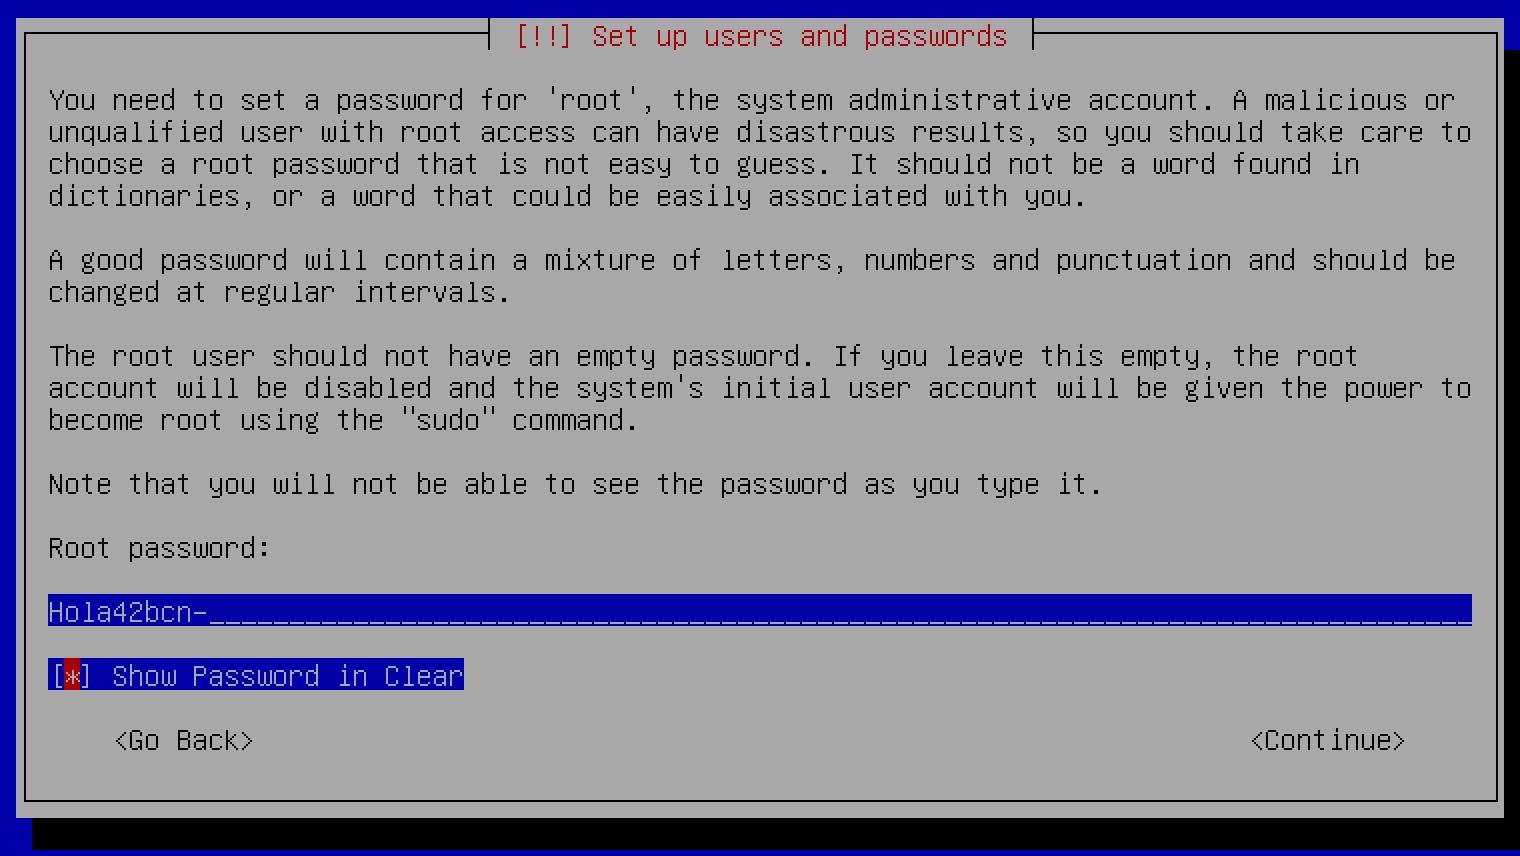 [!!] Set up users and passwords
You need to set a password for 'root', the system administrative account. A malicious or
unqualified user with root access can have disastrous results, so you should take care to
choose a root password that is not easy to guess. It should not be a word found in
dictionaries, or a word that could be easily associated with you.
A good password will contain a mixture of letters, numbers and punctuation and should be
changed at regular intervals.
The root user should not have an empty password. If you leave this empty, the root
account will be disabled and the system's initial user account will be given the power to
become root using the "sudo" command.
Note that you will not be able to see the password as you type it.
Root password:
Hola42bcn-_______________________________________________________________________________
[*] Show Password in Clear
<Go Back> <Continue>